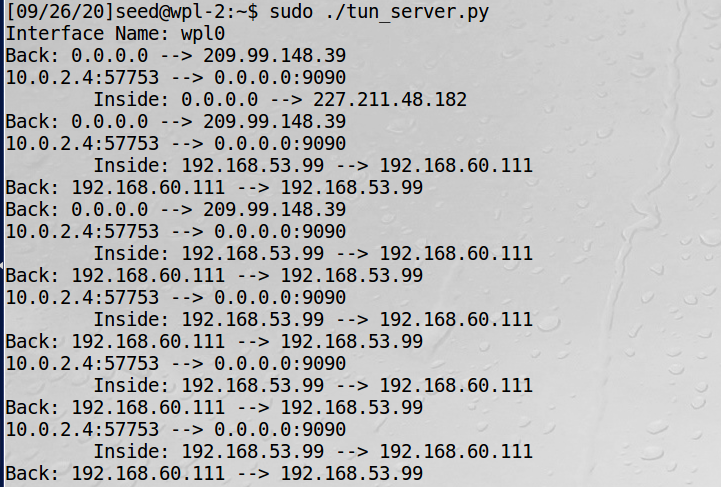 [09/26/20]seed@wpl-2:~$ sudo ./tun_server.py
Interface Name: wpl0
Back: 0.0.0.0 --> 209.99.148.39
10.0.2.4:57753 --> 0.0.0.0:9090
        Inside: 0.0.0.0 --> 227.211.48.182
Back: 0.0.0.0 --> 209.99.148.39
10.0.2.4:57753 --> 0.0.0.0:9090
        Inside: 192.168.53.99 --> 192.168.60.111
Back: 192.168.60.111 --> 192.168.53.99
Back: 0.0.0.0 --> 209.99.148.39
10.0.2.4:57753 --> 0.0.0.0:9090
        Inside: 192.168.53.99 --> 192.168.60.111
Back: 192.168.60.111 --> 192.168.53.99
10.0.2.4:57753 --> 0.0.0.0:9090
        Inside: 192.168.53.99 --> 192.168.60.111
Back: 192.168.60.111 --> 192.168.53.99
10.0.2.4:57753 --> 0.0.0.0:9090
        Inside: 192.168.53.99 --> 192.168.60.111
Back: 192.168.60.111 --> 192.168.53.99
10.0.2.4:57753 --> 0.0.0.0:9090
        Inside: 192.168.53.99 --> 192.168.60.111
Back: 192.168.60.111 --> 192.168.53.99